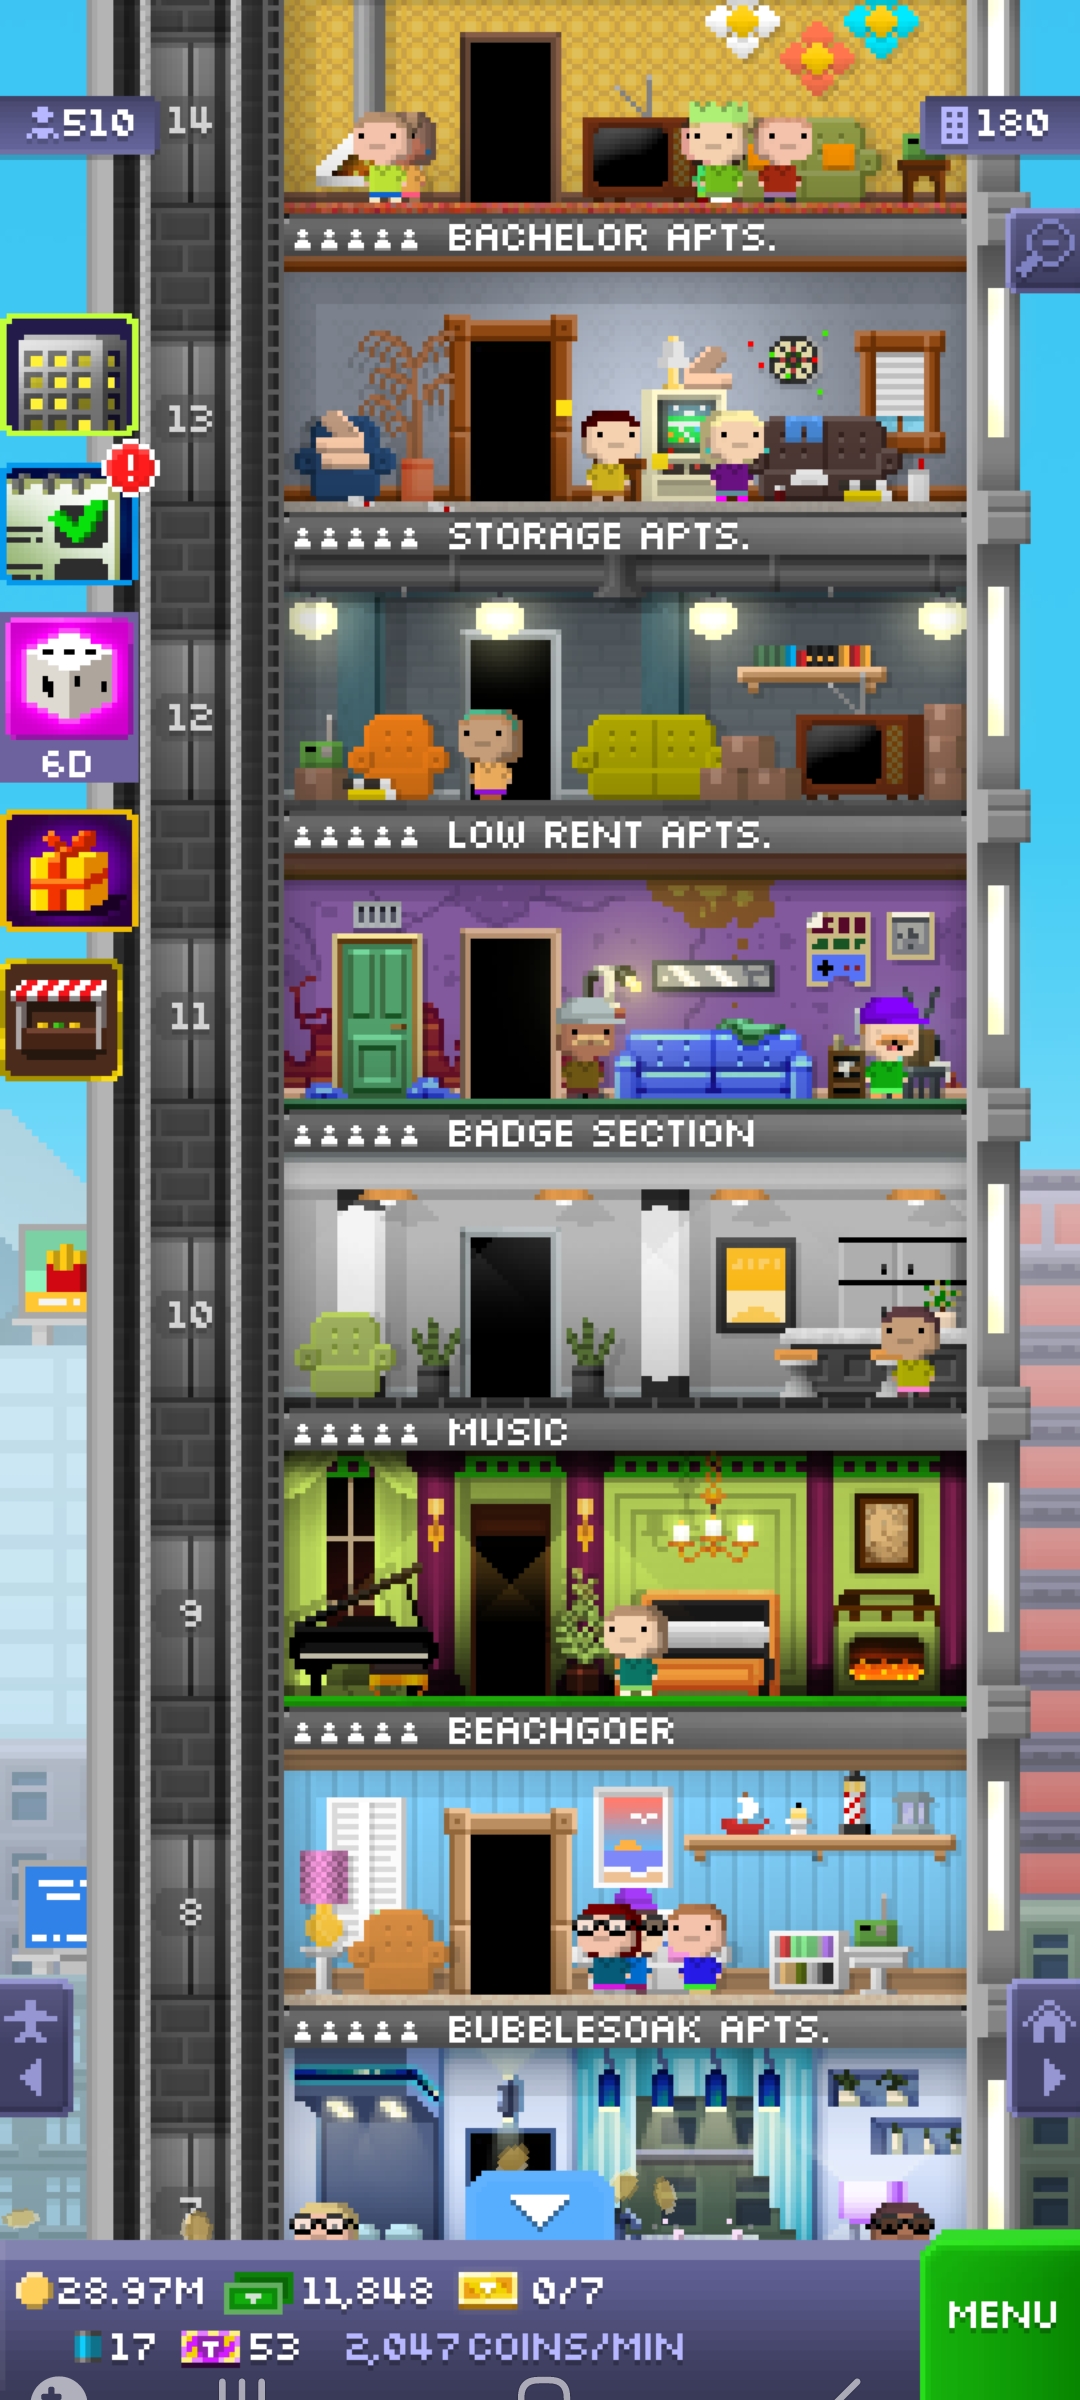 510
14
180
BACHELOR APTS.
13
STORAGE APTS.
12
6D
LOW RENT APTS.
11
BADGE SECTION
10
MUSIC
9
BEACHGOER
8
BUBBLESOAK APTS.
7
28.97M 11,848 0/7
MENU
17 53 2,047 COINS/MIN